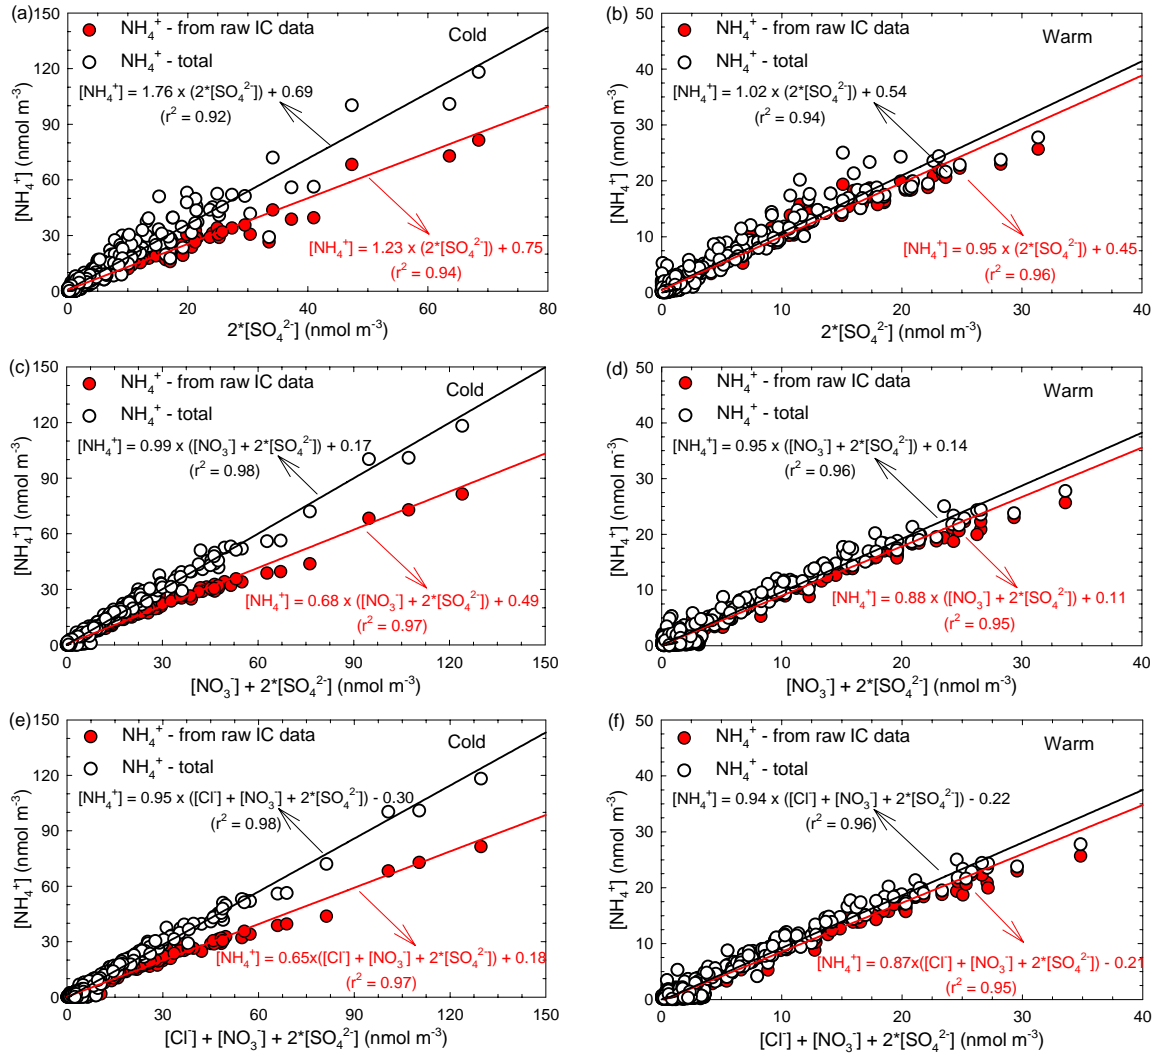 (a)
150
120
90
60
30
0
NH₄⁺ - from raw IC data
NH₄⁺ - total
Cold
[NH₄⁺] = 1.76 x (2*[SO₄²⁻]) + 0.69
(r² = 0.92)
[NH₄⁺] = 1.23 x (2*[SO₄²⁻]) + 0.75
(r² = 0.94)
[NH₄⁺] (nmol m⁻³)
0 20 40 60 80
2*[SO₄²⁻] (nmol m⁻³)
(b)
50
40
30
20
10
0
NH₄⁺ - from raw IC data
NH₄⁺ - total
Warm
[NH₄⁺] = 1.02 x (2*[SO₄²⁻]) + 0.54
(r² = 0.94)
[NH₄⁺] = 0.95 x (2*[SO₄²⁻]) + 0.45
(r² = 0.96)
[NH₄⁺] (nmol m⁻³)
0 10 20 30 40
2*[SO₄²⁻] (nmol m⁻³)
(c)
150
120
90
60
30
0
NH₄⁺ - from raw IC data
NH₄⁺ - total
Cold
[NH₄⁺] = 0.99 x ([NO₃⁻] + 2*[SO₄²⁻]) + 0.17
(r² = 0.98)
[NH₄⁺] = 0.68 x ([NO₃⁻] + 2*[SO₄²⁻]) + 0.49
(r² = 0.97)
[NH₄⁺] (nmol m⁻³)
0 30 60 90 120 150
[NO₃⁻] + 2*[SO₄²⁻] (nmol m⁻³)
(d)
50
40
30
20
10
0
NH₄⁺ - from raw IC data
NH₄⁺ - total
Warm
[NH₄⁺] = 0.95 x ([NO₃⁻] + 2*[SO₄²⁻]) + 0.14
(r² = 0.96)
[NH₄⁺] = 0.88 x ([NO₃⁻] + 2*[SO₄²⁻]) + 0.11
(r² = 0.95)
[NH₄⁺] (nmol m⁻³)
0 10 20 30 40
[NO₃⁻] + 2*[SO₄²⁻] (nmol m⁻³)
(e)
150
120
90
60
30
0
NH₄⁺ - from raw IC data
NH₄⁺ - total
Cold
[NH₄⁺] = 0.95 x ([Cl⁻] + [NO₃⁻] + 2*[SO₄²⁻]) - 0.30
(r² = 0.98)
[NH₄⁺] = 0.65x([Cl⁻] + [NO₃⁻] + 2*[SO₄²⁻]) + 0.18
(r² = 0.97)
[NH₄⁺] (nmol m⁻³)
0 30 60 90 120 150
[Cl⁻] + [NO₃⁻] + 2*[SO₄²⁻] (nmol m⁻³)
(f)
50
40
30
20
10
0
NH₄⁺ - from raw IC data
NH₄⁺ - total
Warm
[NH₄⁺] = 0.94 x ([Cl⁻] + [NO₃⁻] + 2*[SO₄²⁻]) - 0.22
(r² = 0.96)
[NH₄⁺] = 0.87x([Cl⁻] + [NO₃⁻] + 2*[SO₄²⁻]) - 0.21
(r² = 0.95)
[NH₄⁺] (nmol m⁻³)
0 10 20 30 40
[Cl⁻] + [NO₃⁻] + 2*[SO₄²⁻] (nmol m⁻³)